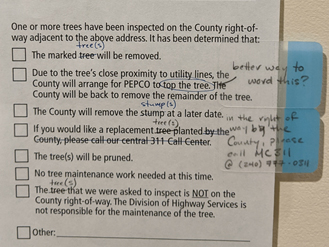 One or more trees have been inspected on the County right-of-
way adjacent to the above address. It has been determined that:
tree(s)
The marked tree will be removed.
Due to the tree's close proximity to utility lines, the
County will arrange for PEPCO to top the tree. The
County will be back to remove the remainder of the tree.
better way to
word this?
stump(s)
The County will remove the stump at a later date.
tree(s)
If you would like a replacement tree planted by the
County, please call our central 311 Call Center.
in the right of
way by the
County, please
call MC311
The tree(s) will be pruned.
No tree maintenance work needed at this time.
tree(s)
The tree that we were asked to inspect is NOT on the
County right-of-way. The Division of Highway Services is
not responsible for the maintenance of the tree.
Other: